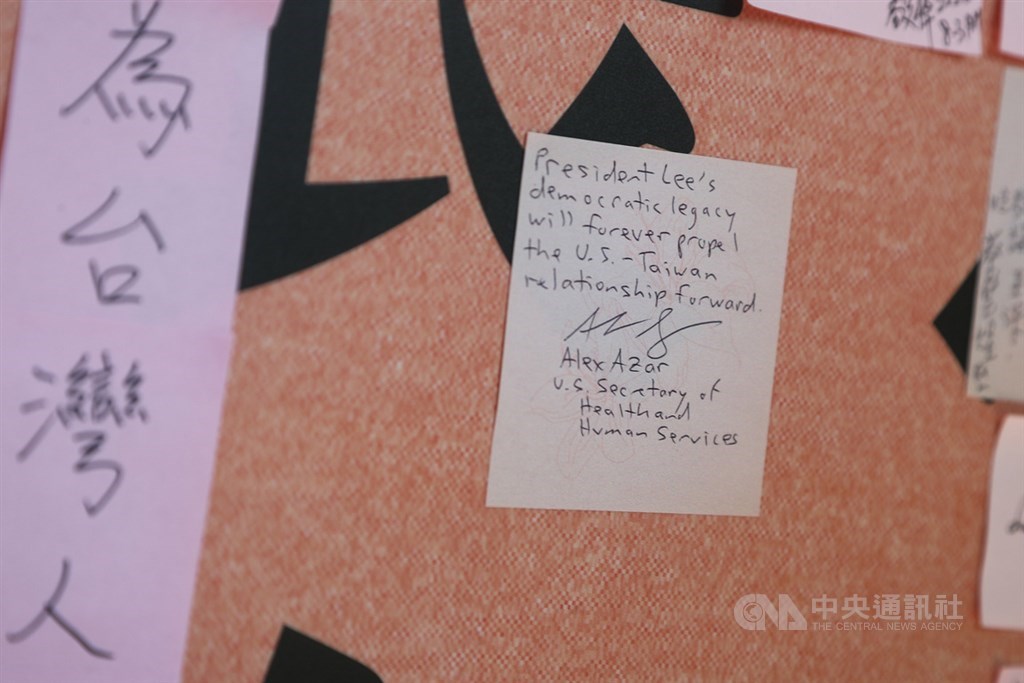 為
台
灣
人
President Lee's
democratic legacy
will forever propel
the U.S.-Taiwan
relationship forward.
Alex Azar
U.S. Secretary of
Health and
Human Services
CNA 中央通訊社
THE CENTRAL NEWS AGENCY